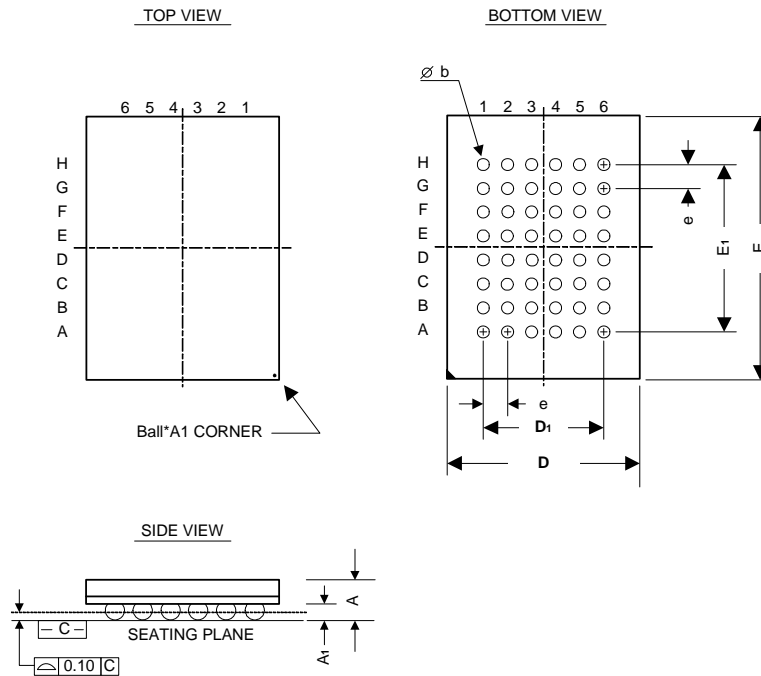 TOP VIEW
6 5 4 3 2 1
H
G
F
E
D
C
B
A
Ball*A1 CORNER
BOTTOM VIEW
⌀ b
1 2 3 4 5 6
H
G
F
E
D
C
B
A
e
E1
E
e
D1
D
SIDE VIEW
A
A1
– C –
SEATING PLANE
⌓ 0.10 C